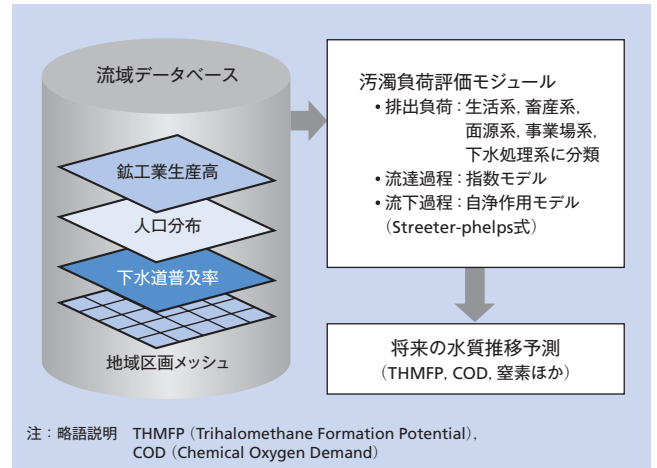 流域データベース
鉱工業生産高
人口分布
下水道普及率
地域区画メッシュ
汚濁負荷評価モジュール
• 排出負荷：生活系, 畜産系,
面源系, 事業場系,
下水処理系に分類
• 流達過程：指数モデル
• 流下過程：自浄作用モデル
（Streeter-phelps式）
将来の水質推移予測
（THMFP, COD, 窒素ほか）
注：略語説明 THMFP（Trihalomethane Formation Potential）,
COD（Chemical Oxygen Demand）